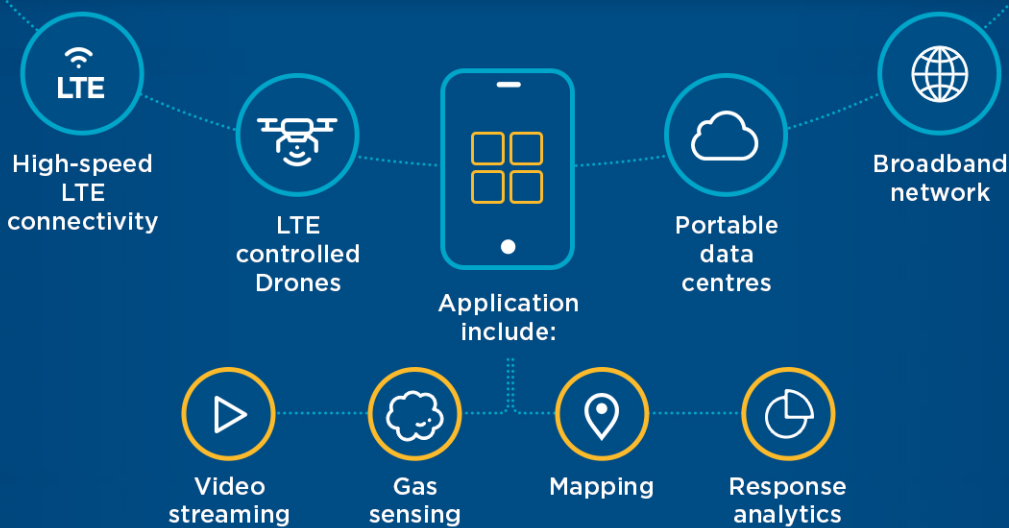 LTE
High-speed
LTE
connectivity
LTE
controlled
Drones
Application
include:
Portable
data
centres
Broadband
network
Video
streaming
Gas
sensing
Mapping
Response
analytics